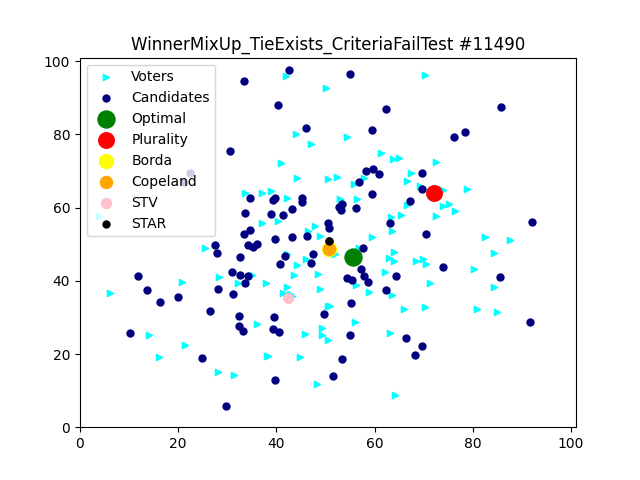 WinnerMixUp_TieExists_CriteriaFailTest #11490
100
80
60
40
20
0
Voters
Candidates
Optimal
Plurality
Borda
Copeland
STV
STAR
0 20 40 60 80 100